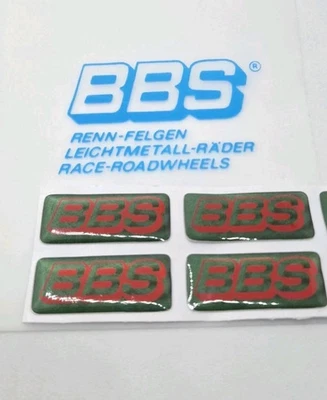 BBS®
RENN-FELGEN
LEICHTMETALL-RÄDER
RACE-ROADWHEELS
BBS BBS
BBS BBS